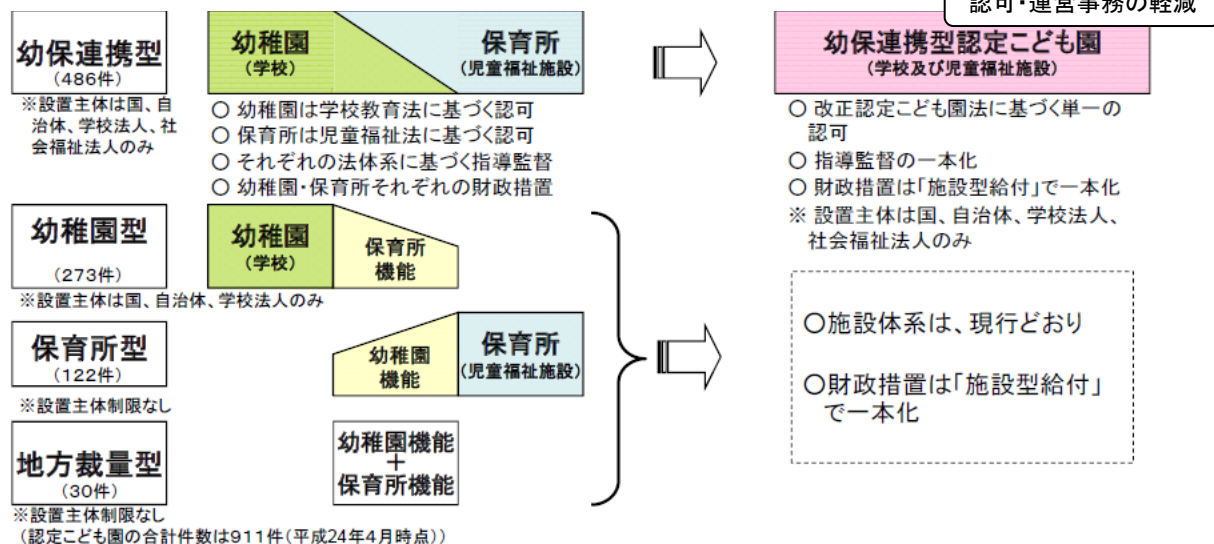 認可・運営事務の軽減
幼保連携型
(486件)
※設置主体は国、自
治体、学校法人、社
会福祉法人のみ
幼稚園
(学校)
保育所
(児童福祉施設)
○ 幼稚園は学校教育法に基づく認可
○ 保育所は児童福祉法に基づく認可
○ それぞれの法体系に基づく指導監督
○ 幼稚園・保育所それぞれの財政措置
幼保連携型認定こども園
(学校及び児童福祉施設)
○ 改正認定こども園法に基づく単一の
認可
○ 指導監督の一本化
○ 財政措置は「施設型給付」で一本化
※ 設置主体は国、自治体、学校法人、
社会福祉法人のみ
幼稚園型
(273件)
※設置主体は国、自治体、学校法人のみ
幼稚園
(学校)
保育所
機能
保育所型
(122件)
※設置主体制限なし
幼稚園
機能
保育所
(児童福祉施設)
地方裁量型
(30件)
※設置主体制限なし
幼稚園機能
+
保育所機能
○施設体系は、現行どおり
○財政措置は「施設型給付」
で一本化
(認定こども園の合計件数は911件(平成24年4月時点))